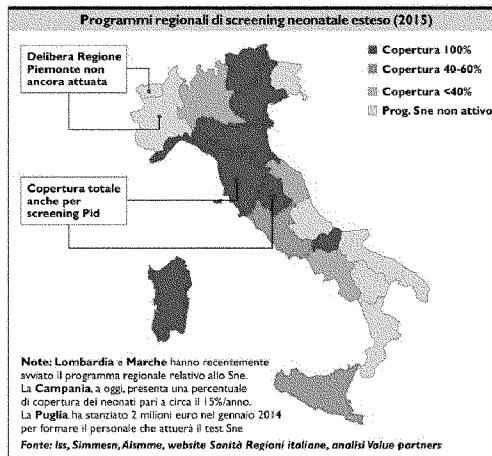 Programmi regionali di screening neonatale esteso (2015)
Delibera Regione
Piemonte non
ancora attuata
Copertura 100%
Copertura 40-60%
Copertura <40%
Prog. Sne non attivo
Copertura totale
anche per
screening Pid
Note: Lombardia e Marche hanno recentemente
avviato il programma regionale relativo allo Sne.
La Campania, a oggi, presenta una percentuale
di copertura dei neonati pari a circa il 15%/anno.
La Puglia ha stanziato 2 milioni euro nel gennaio 2014
per formare il personale che attuerà il test Sne
Fonte: Iss, Simmesn, Aismme, website Sanità Regioni italiane, analisi Value partners